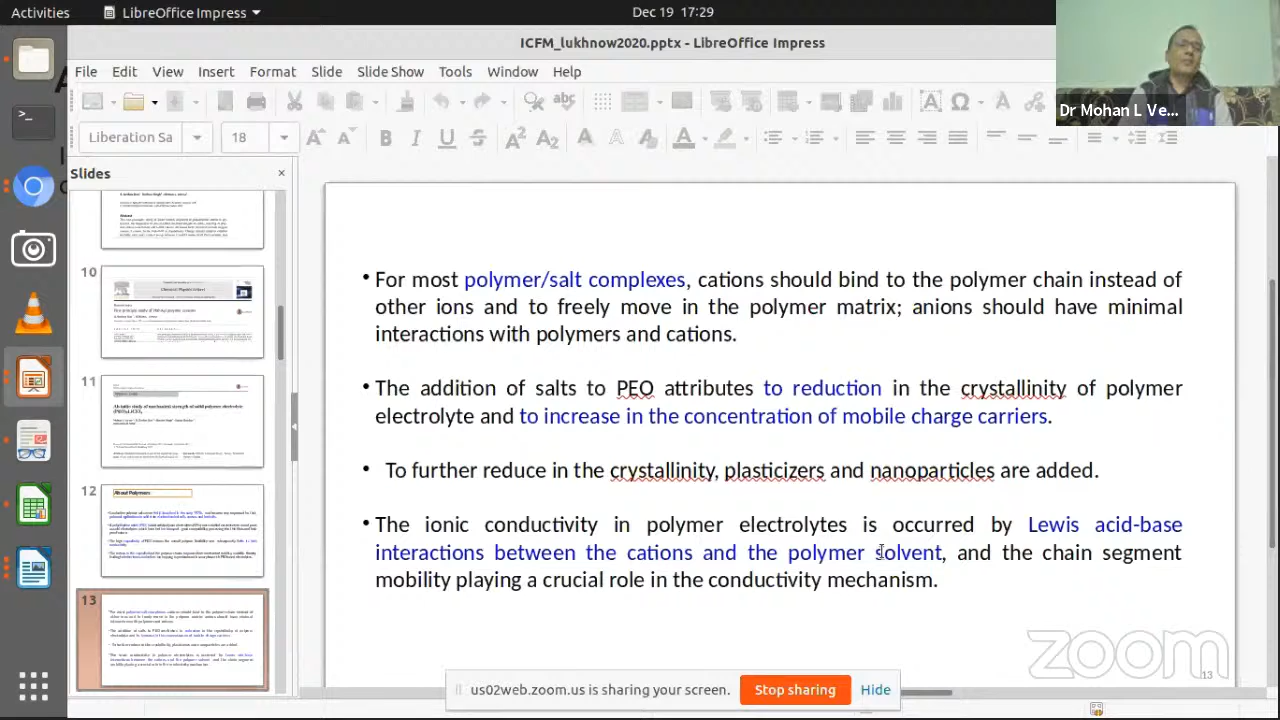 Activities LibreOffice Impress Dec 19 17:29
ICFM_lukhnow2020.pptx - LibreOffice Impress
File Edit View Insert Format Slide Slide Show Tools Window Help
Dr Mohan L Ve...
Liberation Sa 18
Slides
10
11
12
About Polymers
13
• For most polymer/salt complexes, cations should bind to the polymer chain instead of
other ions and to freely move in the polymer matrix; anions should have minimal
interactions with polymers and cations.
• The addition of salts to PEO attributes to reduction in the crystallinity of polymer
electrolyte and to increase in the concentration of mobile charge carriers.
• To further reduce in the crystallinity, plasticizers and nanoparticles are added.
• The ionic conductivity in polymer electrolyte is occurred by Lewis acid-base
interactions between the cations and the polymer solvent, and the chain segment
mobility playing a crucial role in the conductivity mechanism.
zoom
13
us02web.zoom.us is sharing your screen. Stop sharing Hide